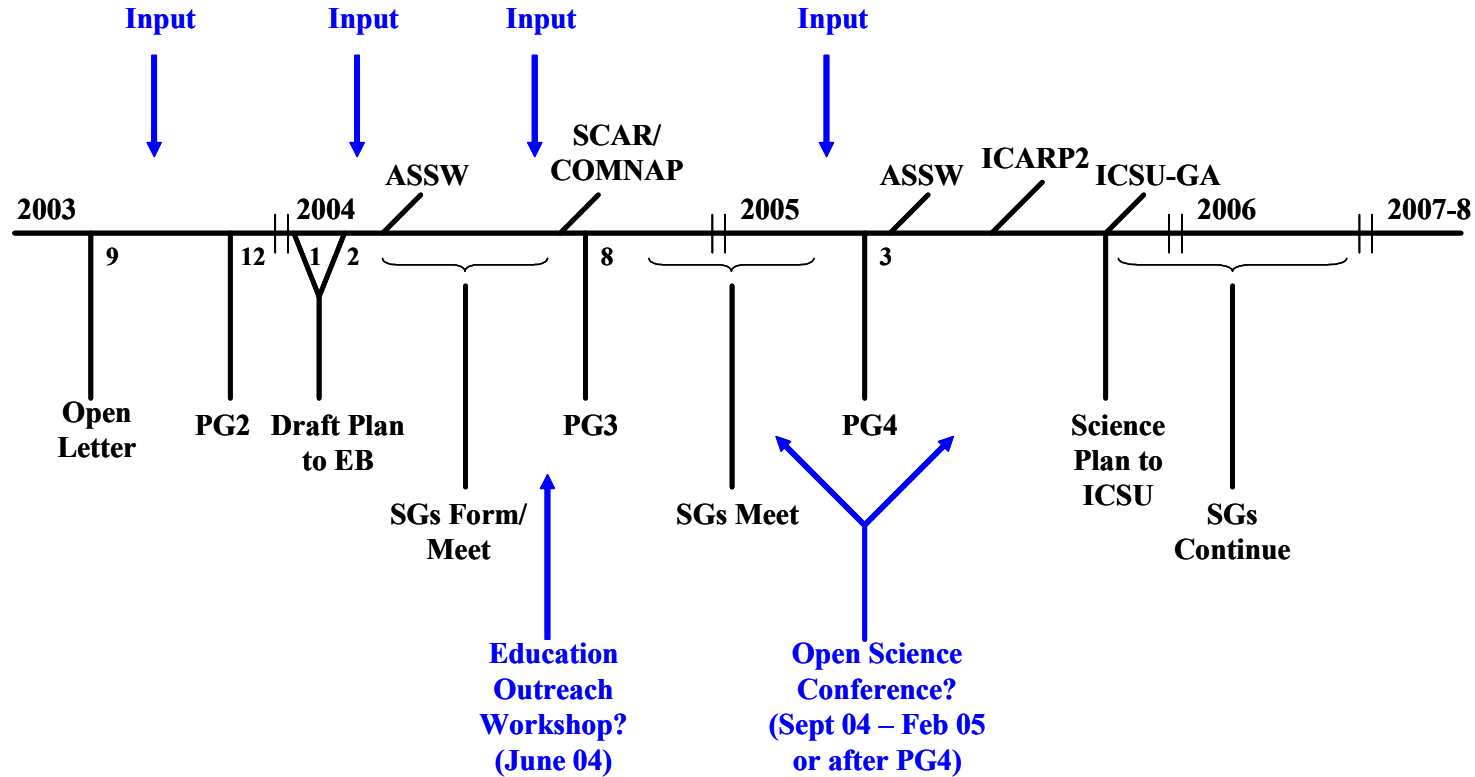 Input
Input
Input
Input
SCAR/
COMNAP
ASSW
ASSW
ICARP2
ICSU-GA
2003
2004
2005
2006
2007-8
9
12
1
2
8
3
Open
Letter
PG2
Draft Plan
to EB
PG3
PG4
Science
Plan to
ICSU
SGs Form/
Meet
SGs Meet
SGs
Continue
Education
Outreach
Workshop?
(June 04)
Open Science
Conference?
(Sept 04 – Feb 05
or after PG4)